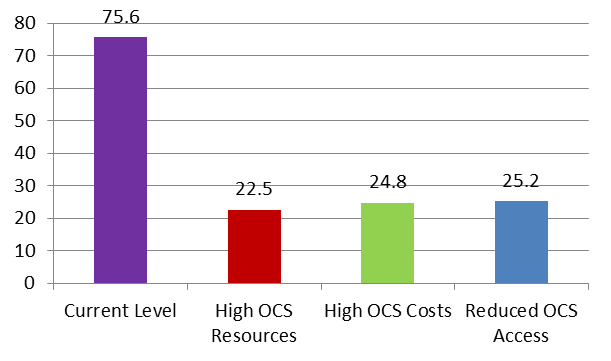 80
70
60
50
40
30
20
10
0
75.6
22.5
24.8
25.2
Current Level
High OCS
Resources
High OCS Costs
Reduced OCS
Access